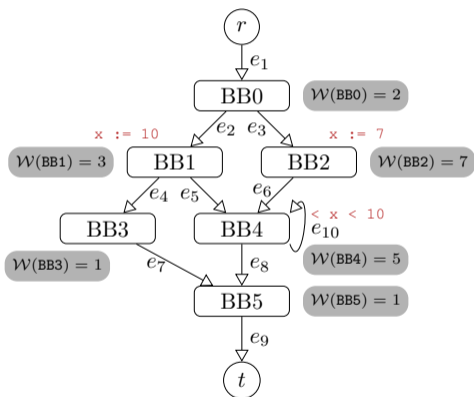 r
e1
BB0
W(BB0) = 2
e2
e3
x := 10
x := 7
W(BB1) = 3
BB1
BB2
W(BB2) = 7
e4
e5
e6
< x < 10
BB3
BB4
e10
W(BB3) = 1
e7
e8
W(BB4) = 5
BB5
W(BB5) = 1
e9
t